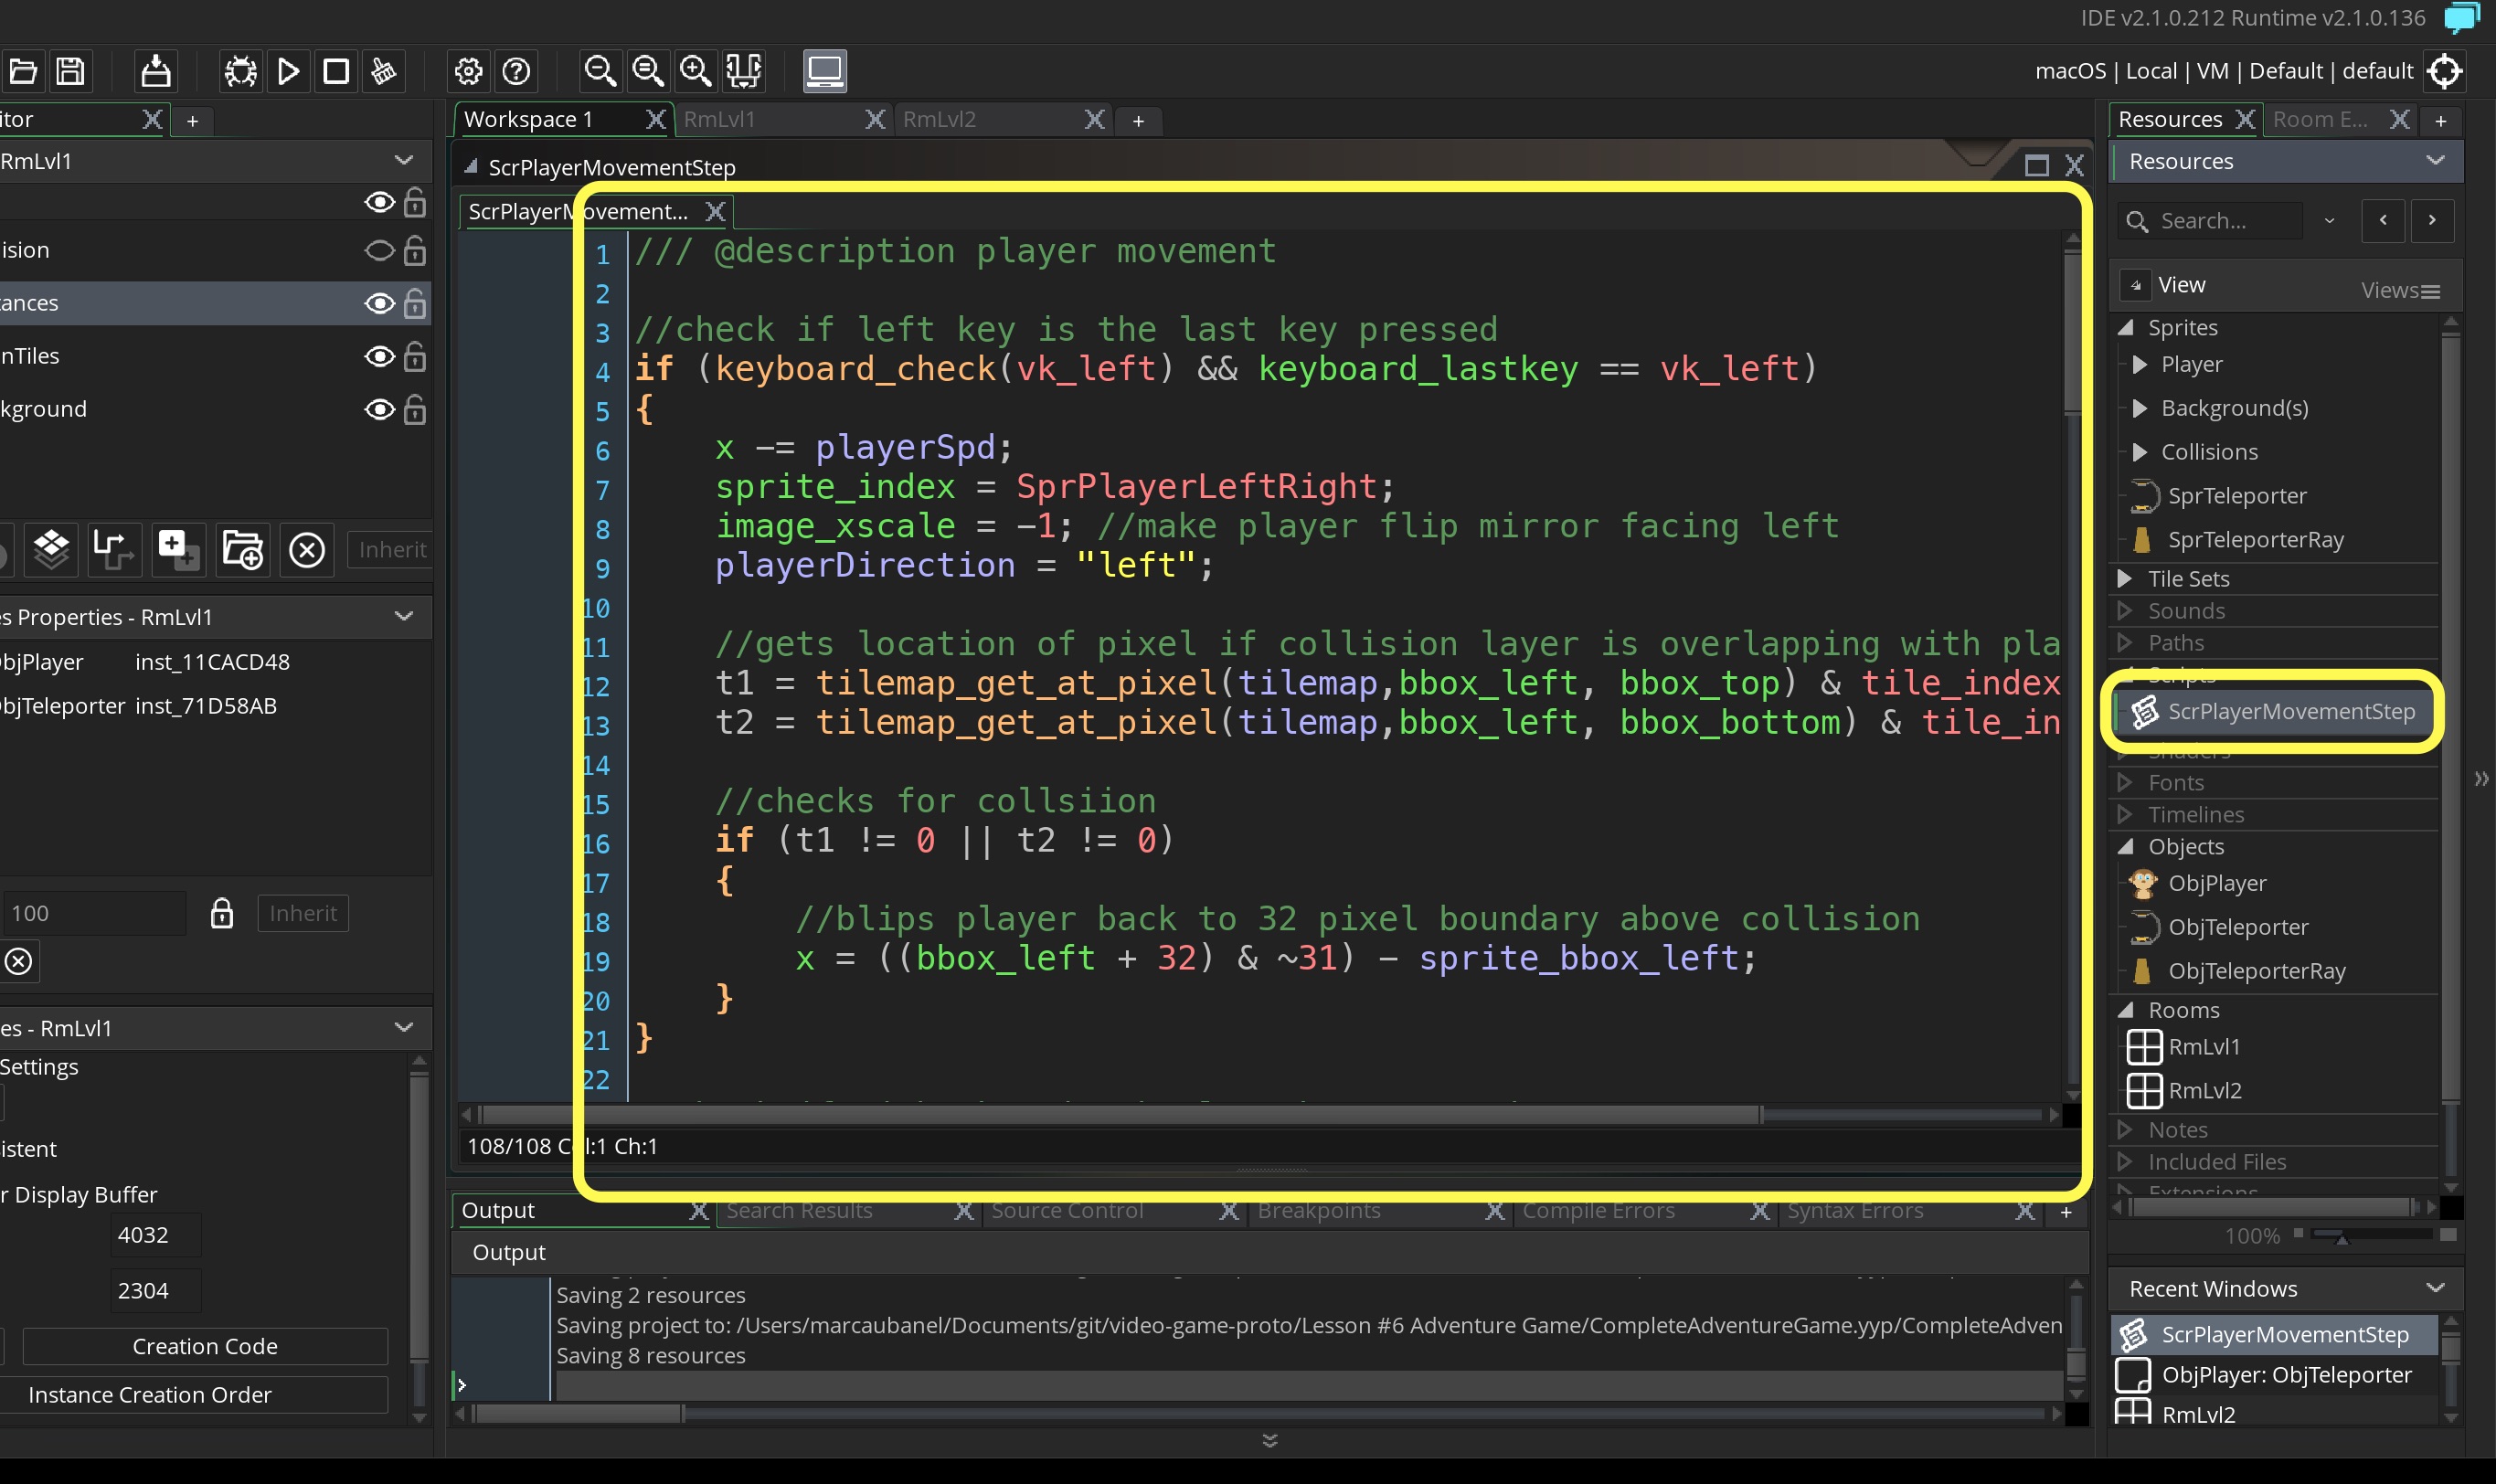 IDE v2.1.0.212 Runtime v2.1.0.136
macOS | Local | VM | Default | default
itor
RmLvl1
ision
ances
nTiles
kground
Inherit
s Properties - RmLvl1
bjPlayer inst_11CACD48
bjTeleporter inst_71D58AB
100 Inherit
es - RmLvl1
Settings
istent
r Display Buffer
4032
2304
Creation Code
Instance Creation Order
Workspace 1 RmLvl1 RmLvl2
ScrPlayerMovementStep
ScrPlayerMovement...
1 /// @description player movement
2
3 //check if left key is the last key pressed
4 if (keyboard_check(vk_left) && keyboard_lastkey == vk_left)
5 {
6 x -= playerSpd;
7 sprite_index = SprPlayerLeftRight;
8 image_xscale = -1; //make player flip mirror facing left
9 playerDirection = "left";
10
11 //gets location of pixel if collision layer is overlapping with pla
12 t1 = tilemap_get_at_pixel(tilemap,bbox_left, bbox_top) & tile_index
13 t2 = tilemap_get_at_pixel(tilemap,bbox_left, bbox_bottom) & tile_in
14
15 //checks for collsiion
16 if (t1 != 0 || t2 != 0)
17 {
18 //blips player back to 32 pixel boundary above collision
19 x = ((bbox_left + 32) & ~31) - sprite_bbox_left;
20 }
21 }
22
108/108 Col:1 Ch:1
Output Search Results Source Control Breakpoints Compile Errors Syntax Errors
Output
Saving 2 resources
Saving project to: /Users/marcaubanel/Documents/git/video-game-proto/Lesson #6 Adventure Game/CompleteAdventureGame.yyp/CompleteAdven
Saving 8 resources
Resources Room E...
Resources
Search...
View Views
Sprites
Player
Background(s)
Collisions
SprTeleporter
SprTeleporterRay
Tile Sets
Sounds
Paths
Scripts
ScrPlayerMovementStep
Shaders
Fonts
Timelines
Objects
ObjPlayer
ObjTeleporter
ObjTeleporterRay
Rooms
RmLvl1
RmLvl2
Notes
Included Files
Extensions
100%
Recent Windows
ScrPlayerMovementStep
ObjPlayer: ObjTeleporter
RmLvl2